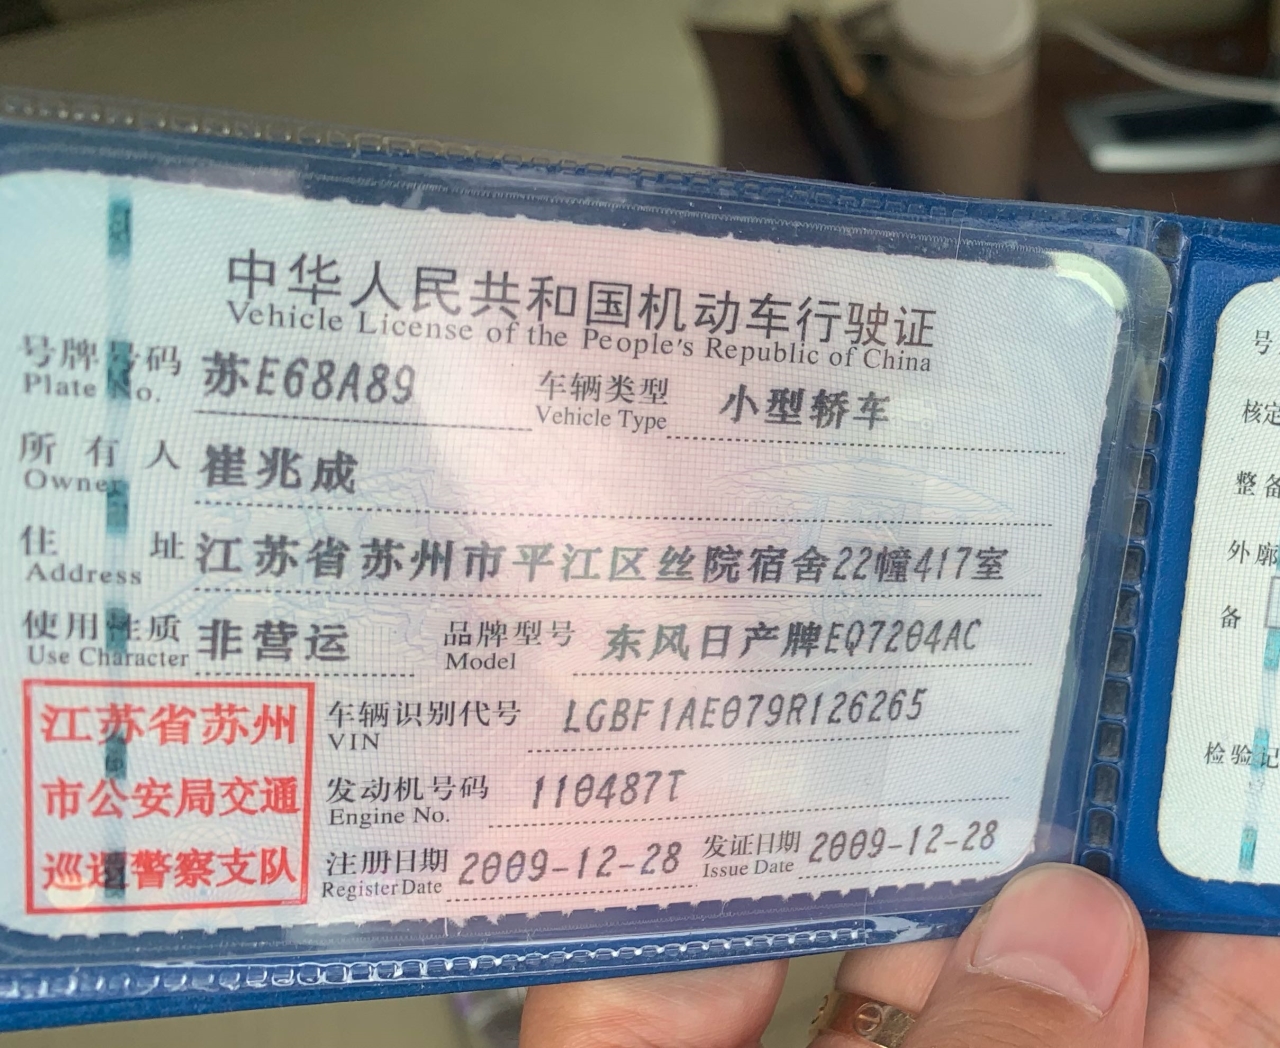 中华人民共和国机动车行驶证
Vehicle License of the People's Republic of China
号牌号码 苏E68A89 车辆类型 小型轿车
Plate No. Vehicle Type
所有人 崔兆成
Owner
住址 江苏省苏州市平江区丝院宿舍22幢417室
Address
使用性质 非营运 品牌型号 东风日产牌EQ7204AC
Use Character Model
江苏省苏州
市公安局交通
巡逻警察支队
车辆识别代号 LGBF1AE079R126265
VIN
发动机号码 110487T
Engine No.
注册日期 2009-12-28 发证日期 2009-12-28
Register Date Issue Date
号
核定
整备
外廓
备
检验记